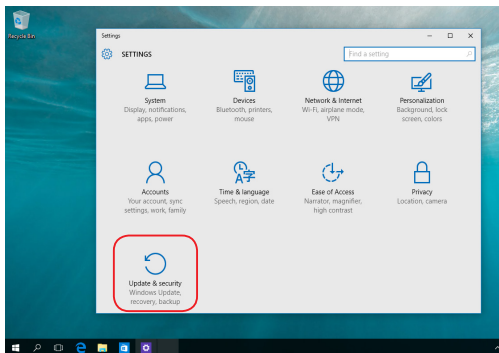 Recycle Bin
Settings
SETTINGS
Find a setting
System
Display, notifications,
apps, power
Devices
Bluetooth, printers,
mouse
Network & Internet
Wi-Fi, airplane mode,
VPN
Personalization
Background, lock
screen, colors
Accounts
Your account, sync
settings, work, family
Time & language
Speech, region, date
Ease of Access
Narrator, magnifier,
high contrast
Privacy
Location, camera
Update & security
Windows Update,
recovery, backup